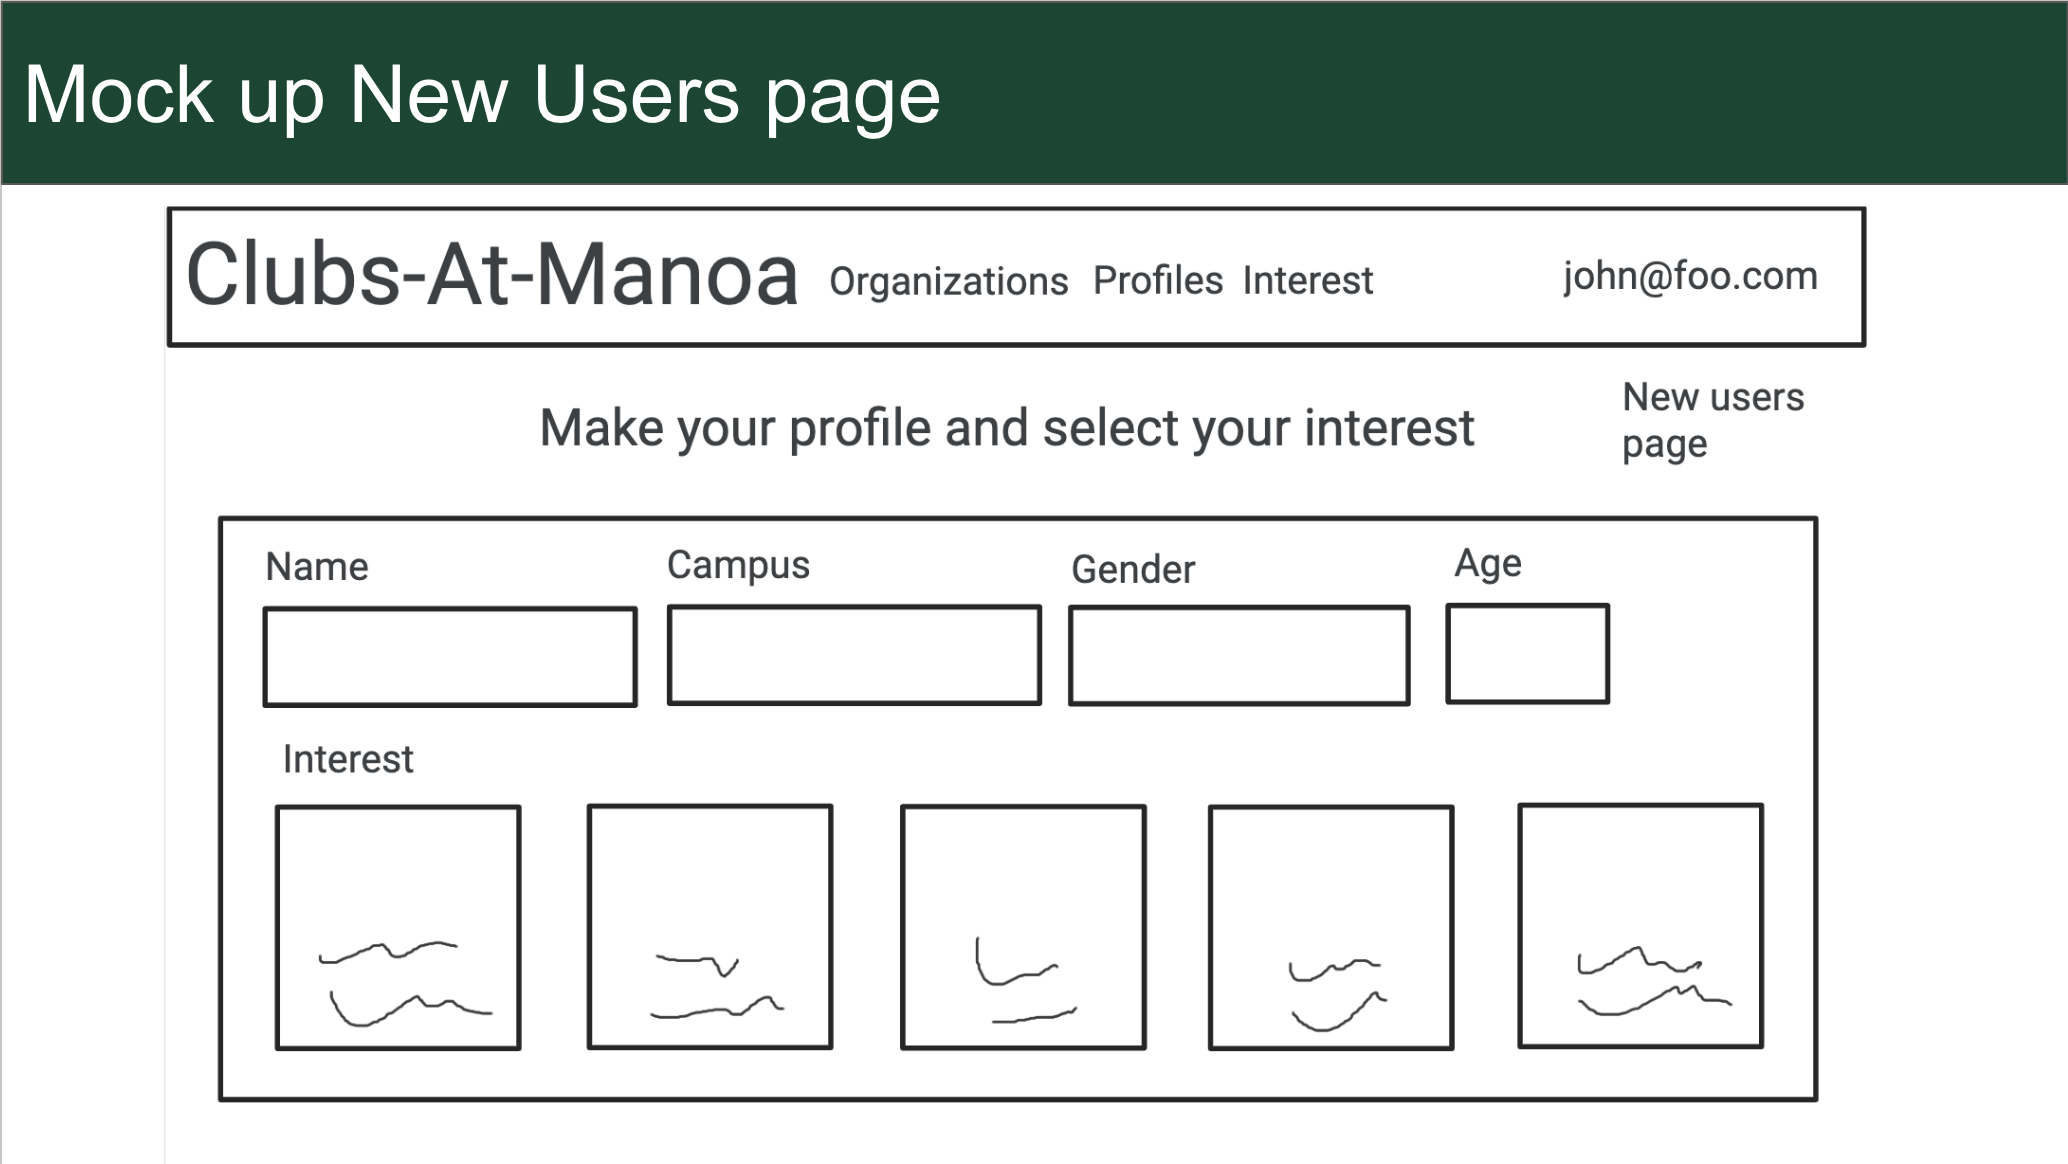 Mock up New Users page
Clubs-At-Manoa Organizations Profiles Interest john@foo.com
Make your profile and select your interest
New users
page
Name Campus Gender Age
Interest